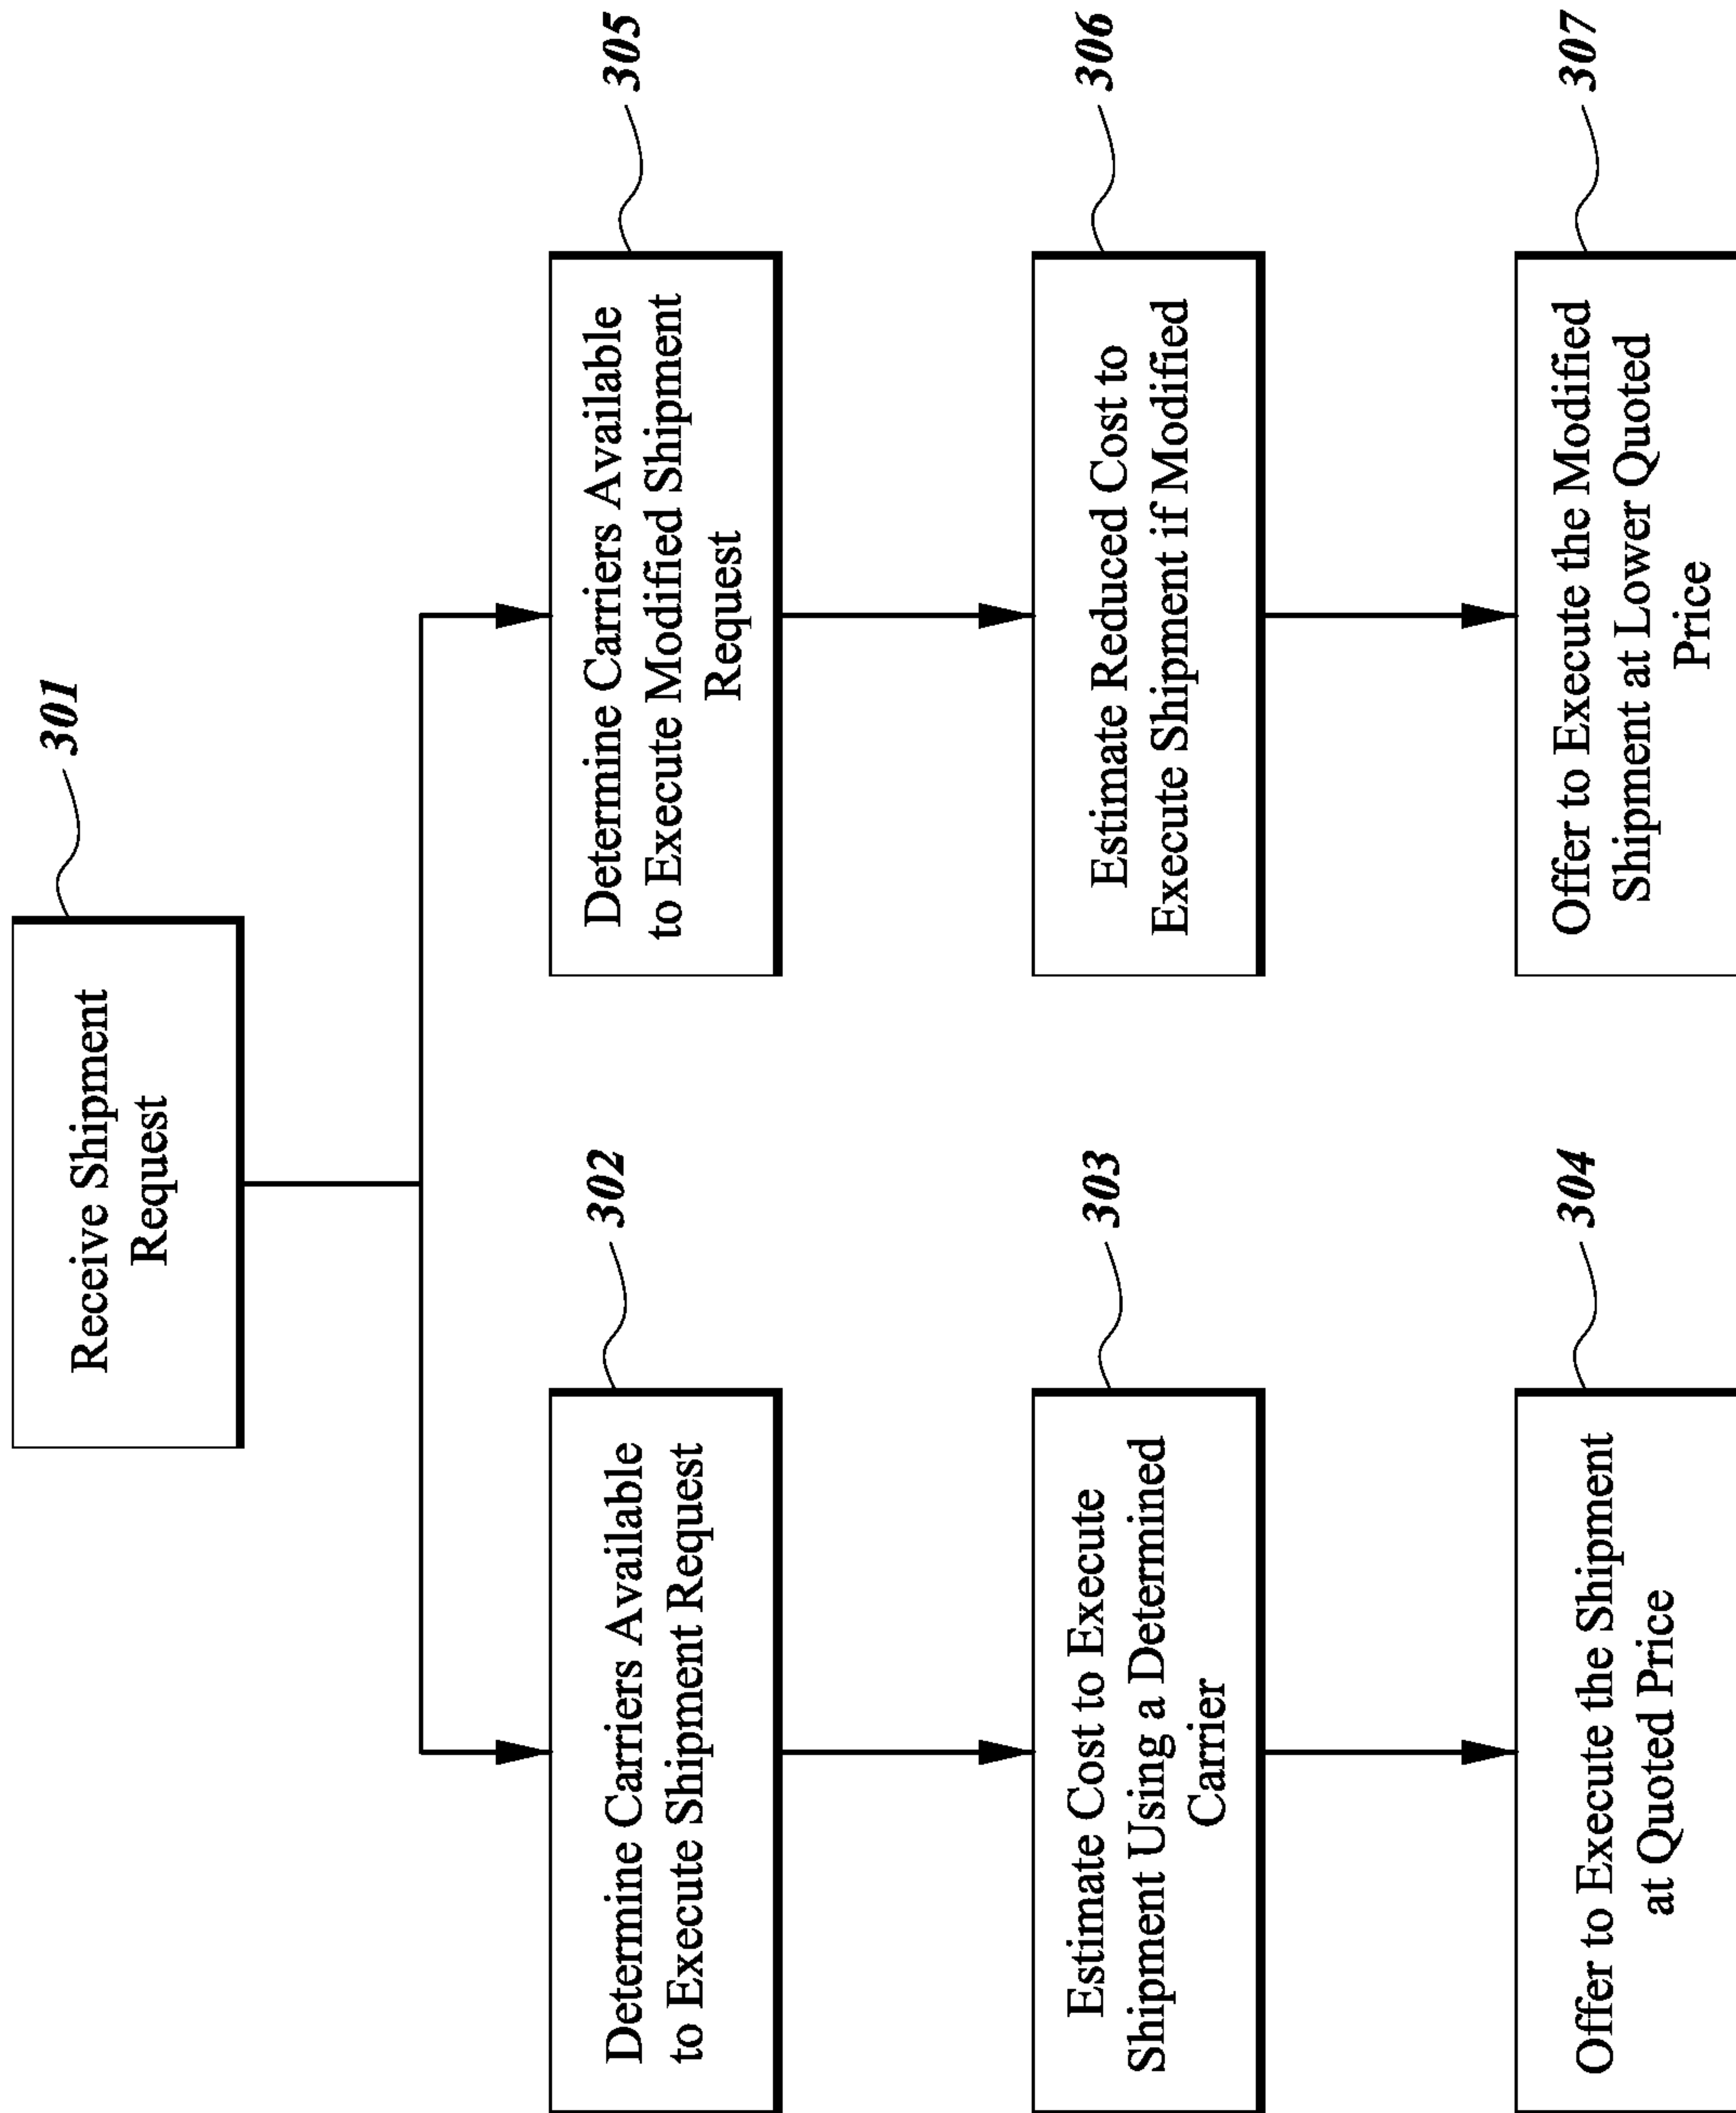 301
Receive Shipment
Request
302
Determine Carriers Available
to Execute Shipment Request
303
Estimate Cost to Execute
Shipment Using a Determined
Carrier
304
Offer to Execute the Shipment
at Quoted Price
305
Determine Carriers Available
to Execute Modified Shipment
Request
306
Estimate Reduced Cost to
Execute Shipment if Modified
307
Offer to Execute the Modified
Shipment at Lower Quoted
Price